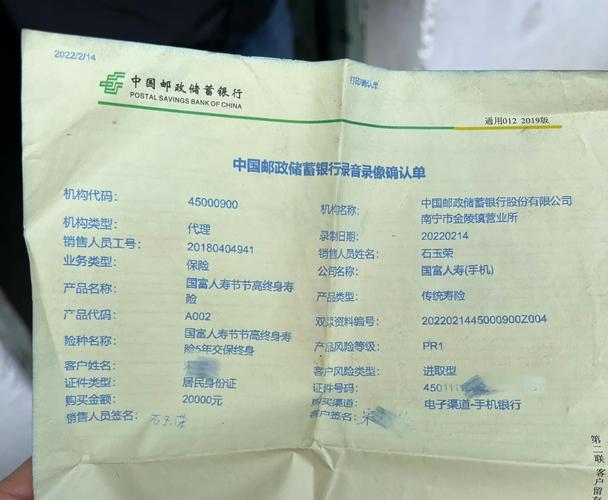 2022/2/14
打印确认单
中国邮政储蓄银行
POSTAL SAVINGS BANK OF CHINA
通用012 2019版
中国邮政储蓄银行录音录像确认单
机构代码： 45000900
机构名称： 中国邮政储蓄银行股份有限公司
南宁市金陵镇营业所
机构类型： 代理
录制日期： 20220214
销售人员工号： 20180404941
销售人员姓名： 石玉荣
业务类型： 保险
公司名称： 国富人寿(手机)
产品名称： 国富人寿节节高终身寿
险
产品类型： 传统寿险
产品代码： A002
双录资料编号： 2022021445000900Z004
险种名称： 国富人寿节节高终身寿
险5年交保终身
产品风险等级： PR1
客户姓名：
客户风险类型： 进取型
证件类型： 居民身份证
证件号码： 450111
购买金额： 20000元
购买渠道： 电子渠道-手机银行
销售人员签名： 石玉荣
客户签名： 宋
第二联 客户留存